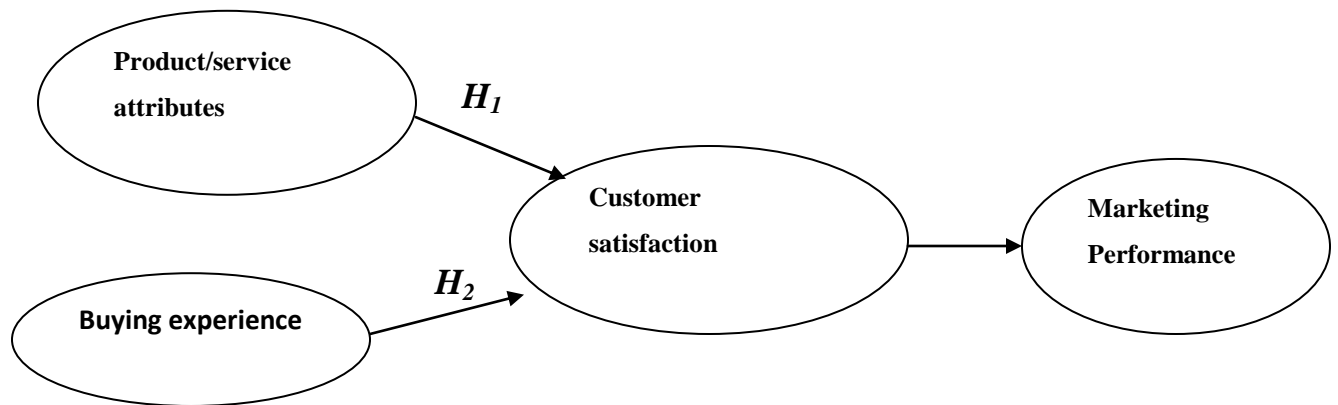 Product/service
attributes
H1
Customer
satisfaction
Marketing
Performance
H2
Buying experience